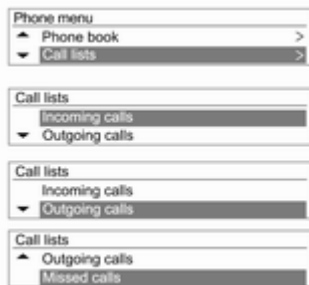 Phone menu
Phone book >
Call lists >
Call lists
Incoming calls
Outgoing calls
Call lists
Incoming calls
Outgoing calls
Call lists
Outgoing calls
Missed calls